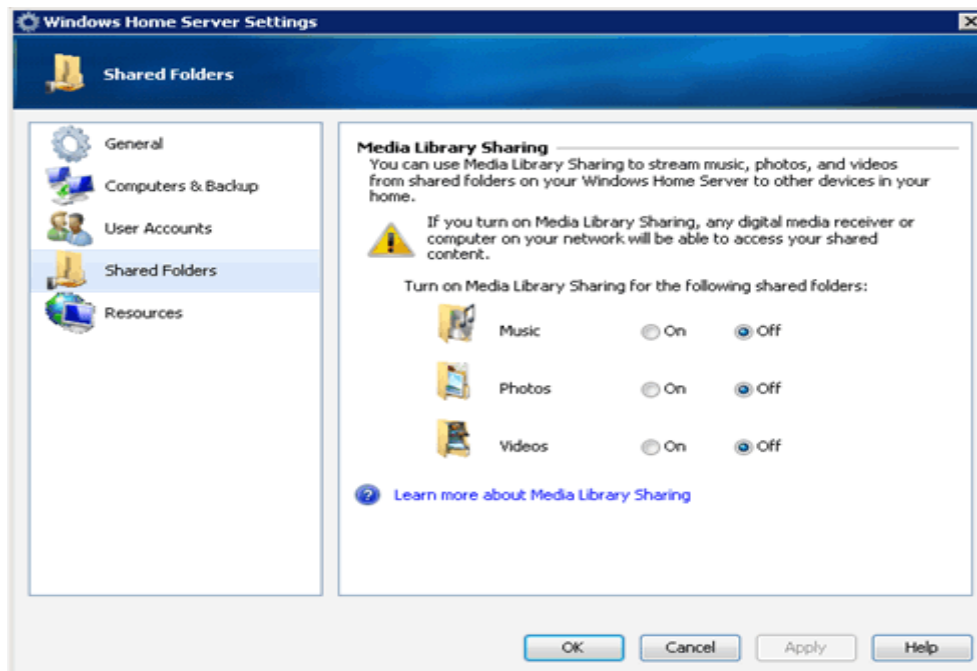 Windows Home Server Settings
Shared Folders
General
Computers & Backup
User Accounts
Shared Folders
Resources
Media Library Sharing
You can use Media Library Sharing to stream music, photos, and videos
from shared folders on your Windows Home Server to other devices in your
home.
If you turn on Media Library Sharing, any digital media receiver or
computer on your network will be able to access your shared
content.
Turn on Media Library Sharing for the following shared folders:
Music On Off
Photos On Off
Videos On Off
Learn more about Media Library Sharing
OK Cancel Apply Help